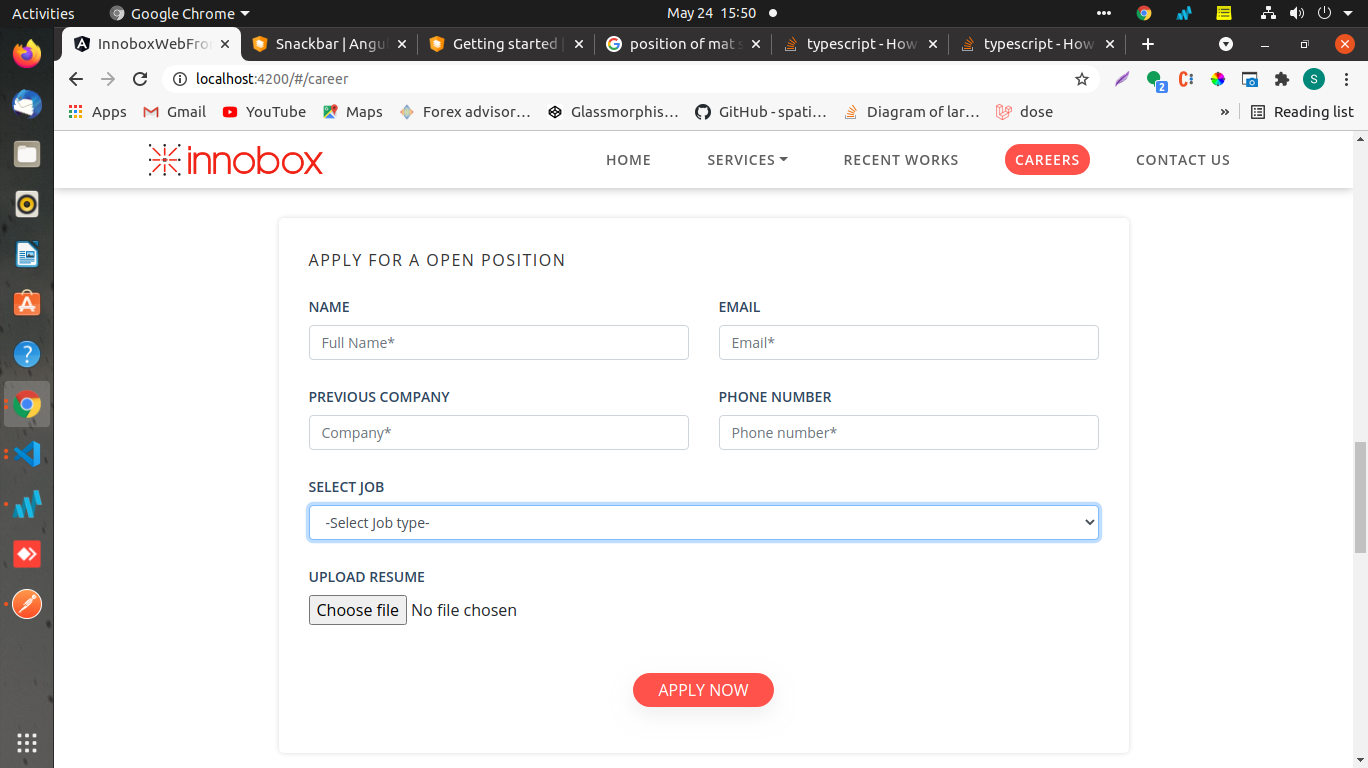 Activities Google Chrome May 24 15:50
InnoboxWebFro Snackbar | Angu Getting started | position of mat s typescript - How typescript - How
localhost:4200/#/career S 2
Apps Gmail YouTube Maps Forex advisor… Glassmorphis… GitHub - spati… Diagram of lar… dose » Reading list
innobox HOME SERVICES RECENT WORKS CAREERS CONTACT US
APPLY FOR A OPEN POSITION
NAME EMAIL
Full Name* Email*
PREVIOUS COMPANY PHONE NUMBER
Company* Phone number*
SELECT JOB
-Select Job type-
UPLOAD RESUME
Choose file No file chosen
APPLY NOW